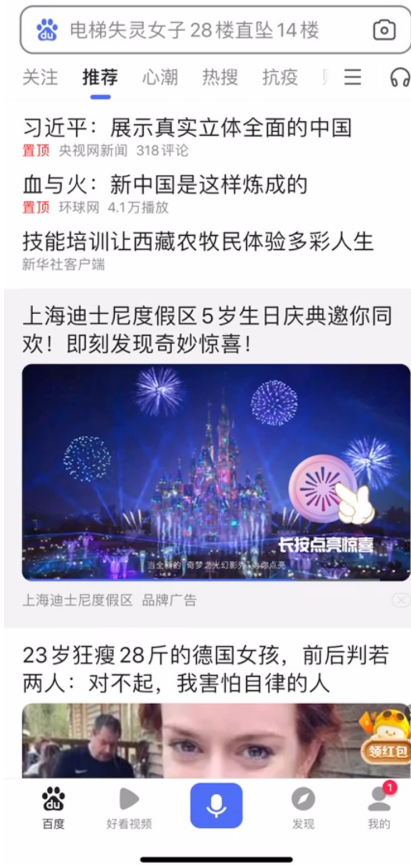 电梯失灵女子28楼直坠14楼
关注 推荐 心潮 热搜 抗疫
习近平：展示真实立体全面的中国
置顶 央视网新闻 318评论
血与火：新中国是这样炼成的
置顶 环球网 4.1万播放
技能培训让西藏农牧民体验多彩人生
新华社客户端
上海迪士尼度假区5岁生日庆典邀你同
欢！即刻发现奇妙惊喜！
长按点亮惊喜
上海迪士尼度假区 品牌广告
23岁狂瘦28斤的德国女孩，前后判若
两人：对不起，我害怕自律的人
领红包
du
1
百度 好看视频 发现 我的